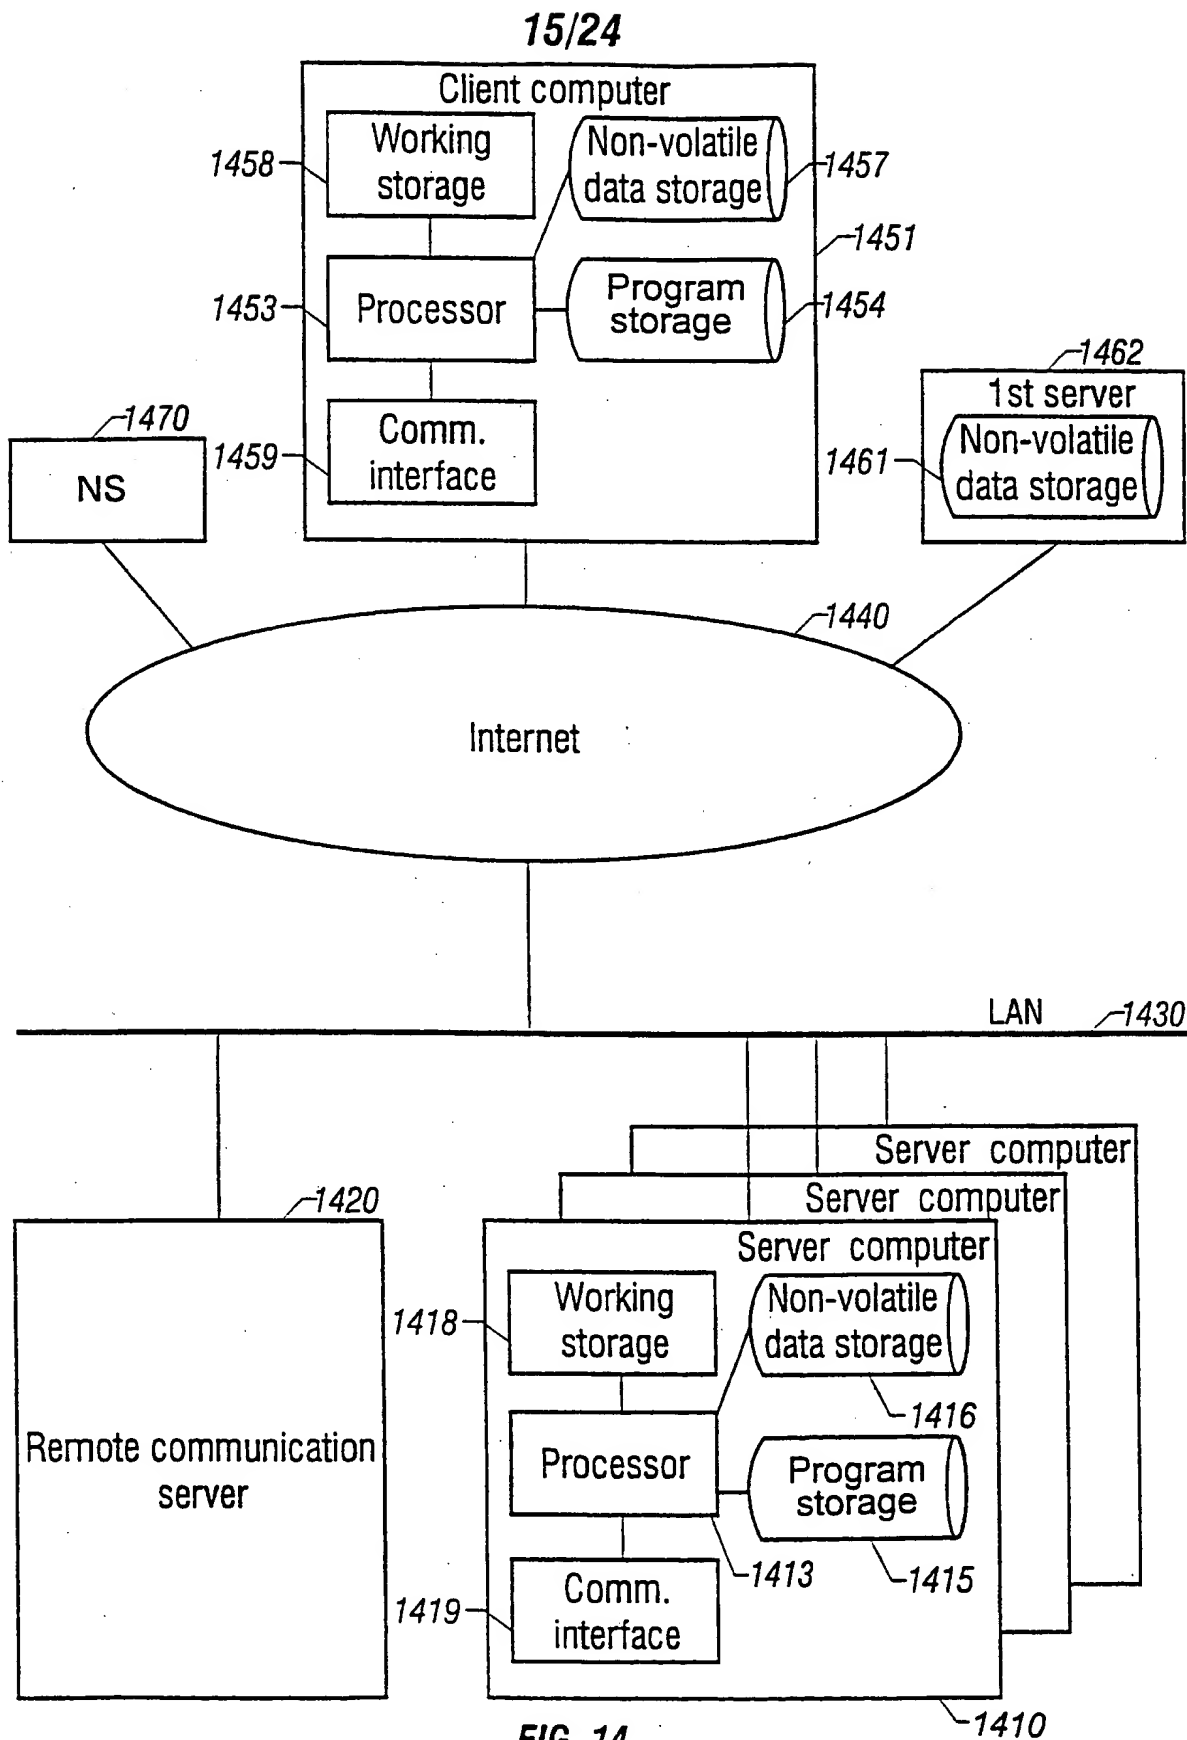 15/24
Client computer
Working
storage
1458
Non-volatile
data storage
1457
1451
Processor
1453
Program
storage
1454
Comm.
interface
1459
1470
NS
1462
1st server
Non-volatile
data storage
1461
1440
Internet
LAN
1430
Server computer
Server computer
Server computer
1420
Remote communication
server
Working
storage
1418
Non-volatile
data storage
1416
Processor
1413
Program
storage
1415
Comm.
interface
1419
1410
FIG. 14